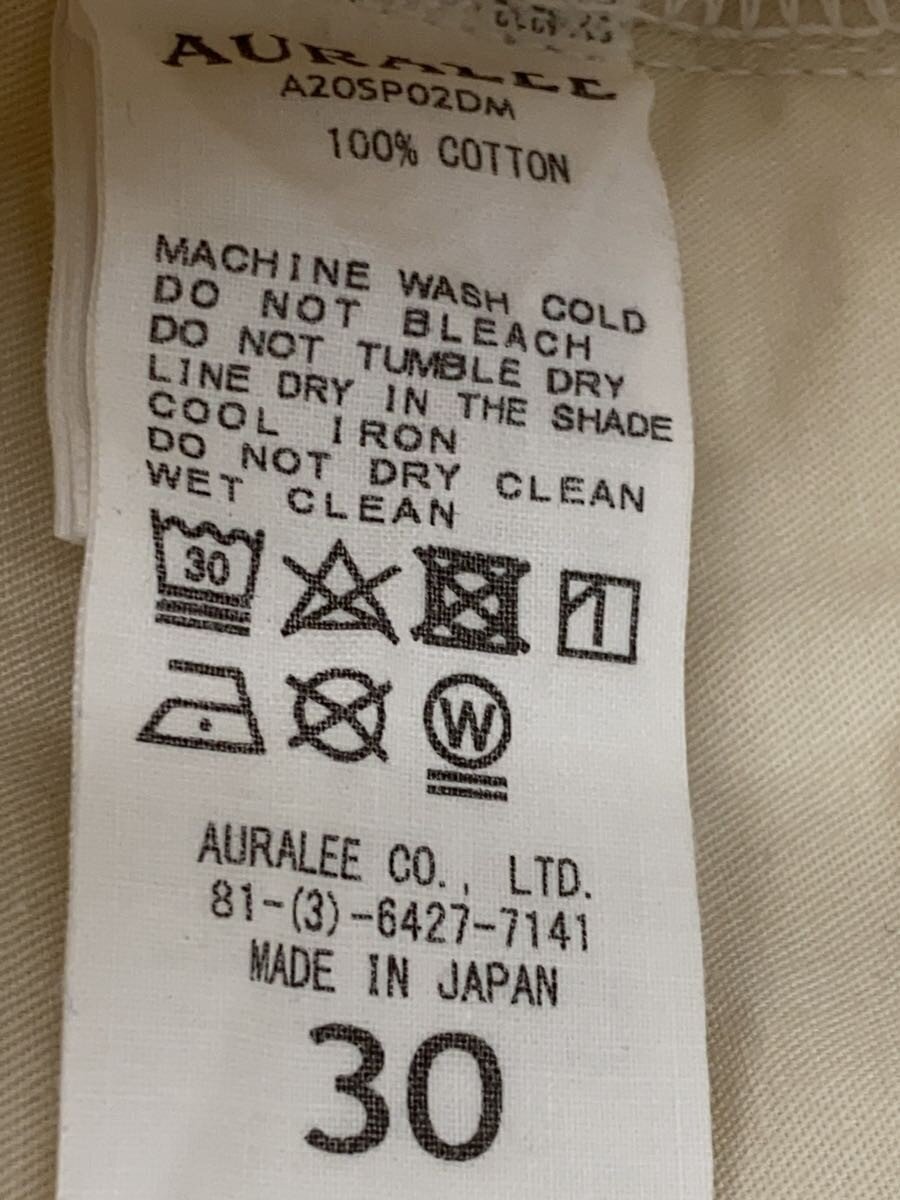 AURALEE
A20SP02DM
100% COTTON
MACHINE WASH COLD
DO NOT BLEACH
DO NOT TUMBLE DRY
LINE DRY IN THE SHADE
COOL IRON
DO NOT DRY CLEAN
WET CLEAN
30
W
AURALEE CO., LTD.
81-(3)-6427-7141
MADE IN JAPAN
30